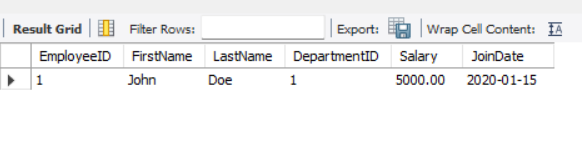 Result Grid Filter Rows: Export: Wrap Cell Content: IA
EmployeeID FirstName LastName DepartmentID Salary JoinDate
1 John Doe 1 5000.00 2020-01-15